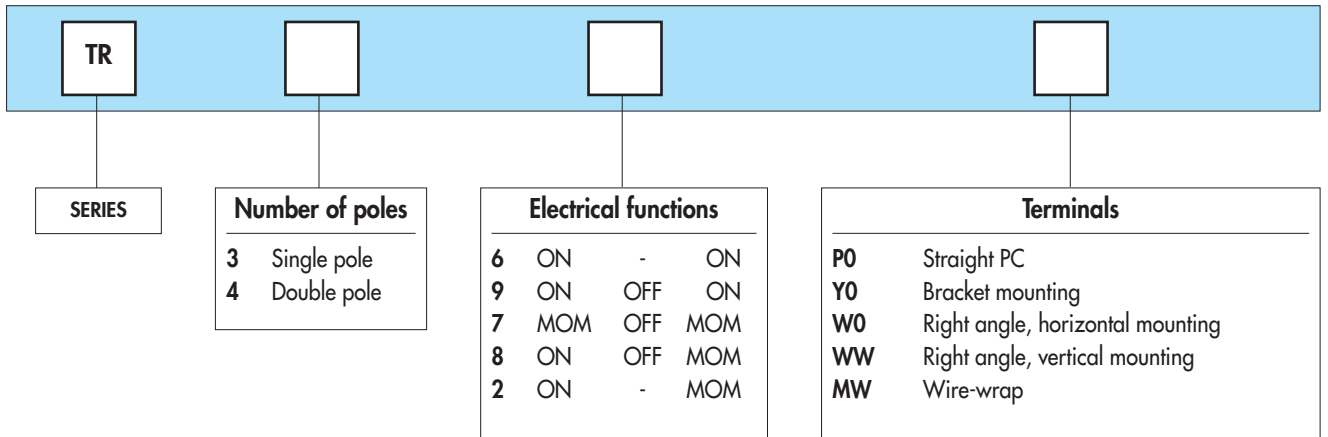 TR
SERIES
Number of poles
3 Single pole
4 Double pole
Electrical functions
6 ON - ON
9 ON OFF ON
7 MOM OFF MOM
8 ON OFF MOM
2 ON - MOM
Terminals
P0 Straight PC
Y0 Bracket mounting
W0 Right angle, horizontal mounting
WW Right angle, vertical mounting
MW Wire-wrap